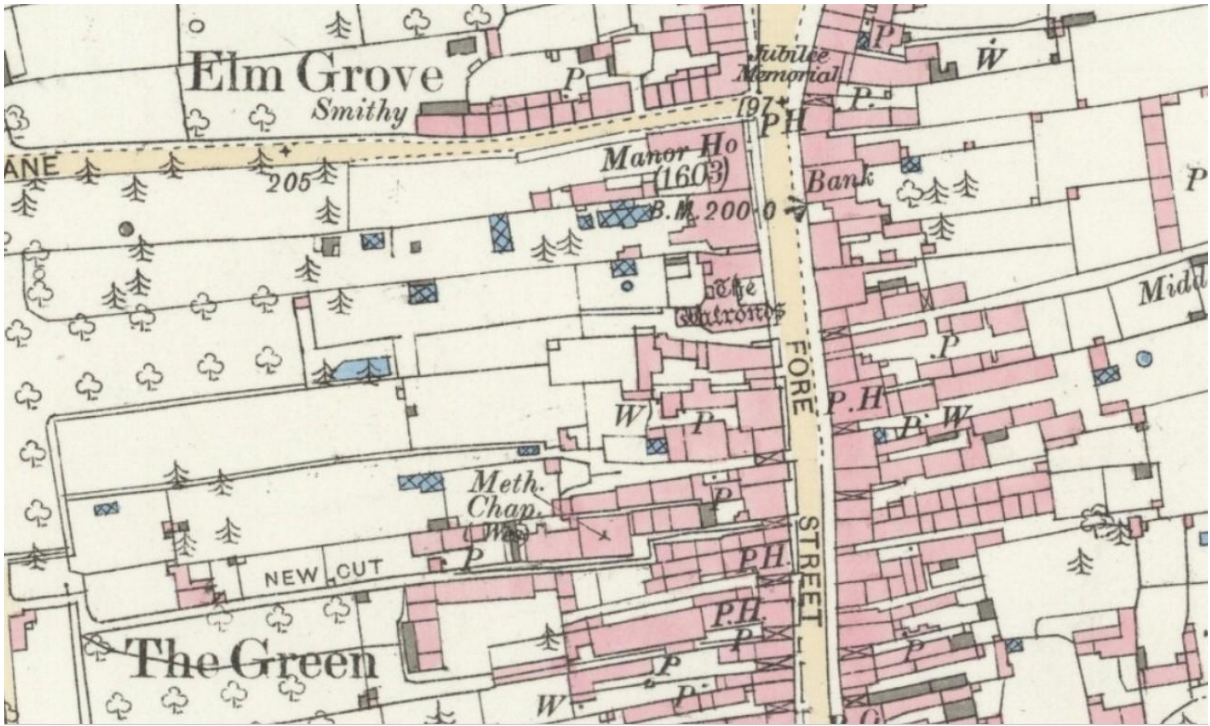 Elm Grove
Smithy
P
Jubilee
Memorial
P
W
P.
197
P H
ANE
205
Manor Ho
(1603)
Bank
P
B.M. 200·0
The
Walronds
Midd
FORE
STREET
P
P.H
W
P
P.
W
Meth.
Chap.
(Wes
P
P
NEW CUT
P.H.
P.H.
P
The Green
P
P
W
P